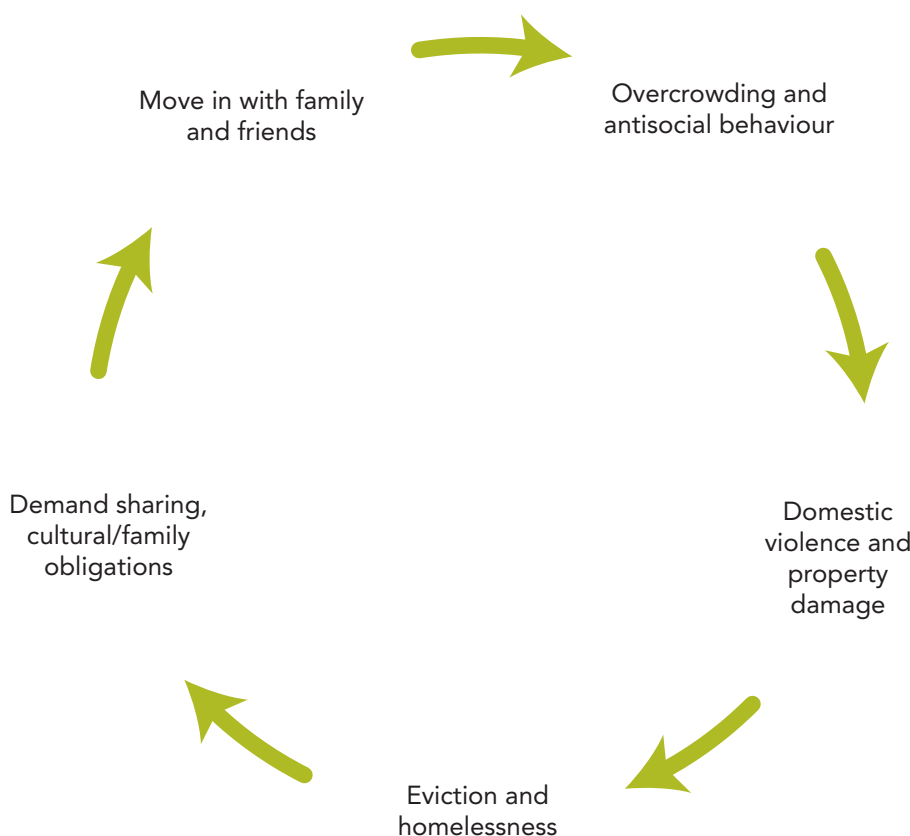 Move in with family
and friends
Overcrowding and
antisocial behaviour
Domestic
violence and
property
damage
Eviction and
homelessness
Demand sharing,
cultural/family
obligations